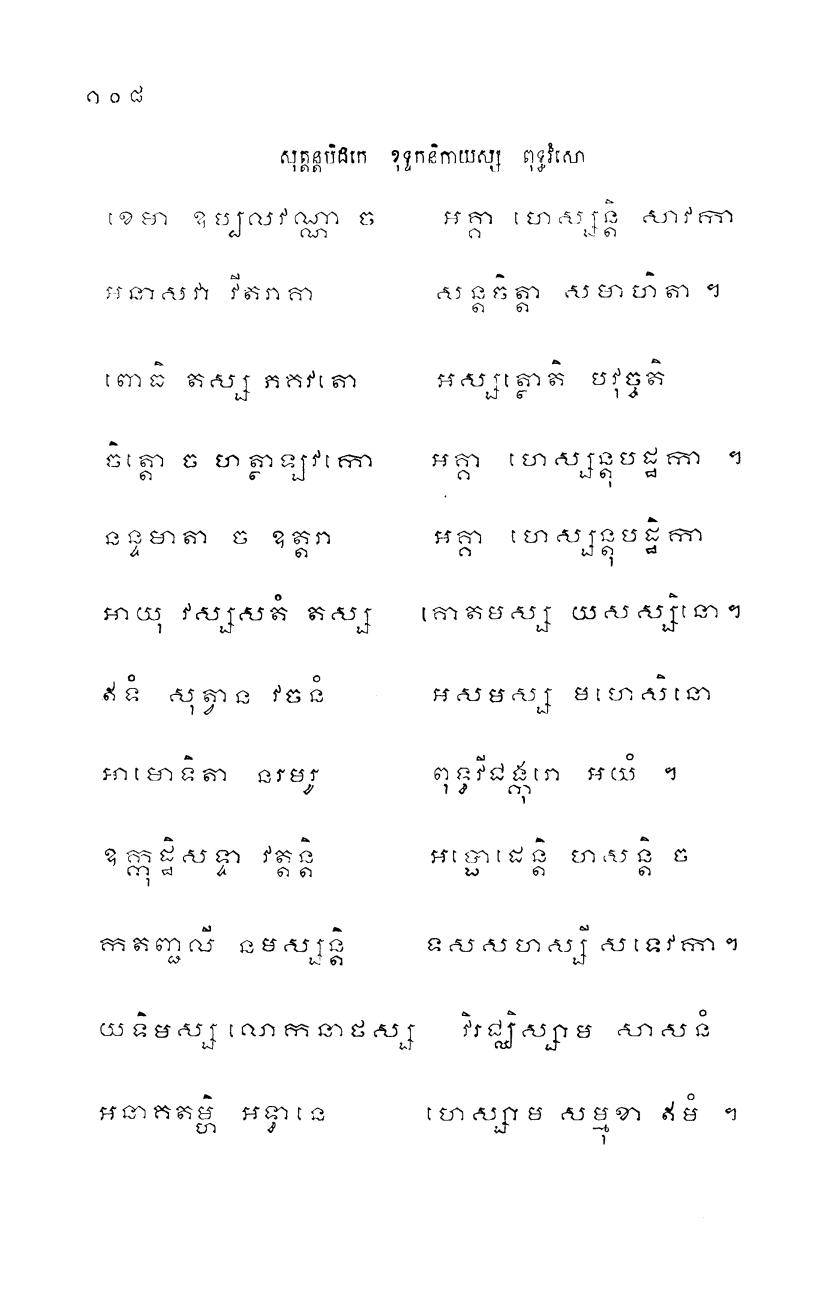 ១០៨
សុត្តន្តបិដកេ ខុទ្ទកនិកាយស្ស ពុទ្ធវំសោ
ខេមា ឧប្បលវណ្ណា ច អគ្គា ហេស្សន្តិ សាវកា
អនាសវា វីតរាគា សន្តចិត្តា សមាហិតា ។
ពោធិ តស្ស ភគវតោ អស្សត្ថោតិ បវុច្ចតិ
ចិត្តោ ច ហត្ថាឡវកោ អគ្គា ហេស្សន្តុបដ្ឋកា ។
នន្ទមាតា ច ឧត្តរា អគ្គា ហេស្សន្តុបដ្ឋិកា
អាយុ វស្សសតំ តស្ស គោតមស្ស យសស្សិនោ។
ឥទំ សុត្វាន វចនំ អសមស្ស មហេសិនោ
អាមោទិតា នរមរូ ពុទ្ធវីជង្កុរោ អយំ ។
ឧក្កុដ្ឋិសទ្ទា វត្តន្តិ អប្ផោដេន្តិ ហសន្តិ ច
កតញ្ជលី នមស្សន្តិ ទសសហស្សី សទេវកា។
យទិមស្ស លោកនាថស្ស វិរជ្ឈិស្សាម សាសនំ
អនាគតម្ហិ អទ្ធានេ ហេស្សាម សម្មុខា ឥមំ ។